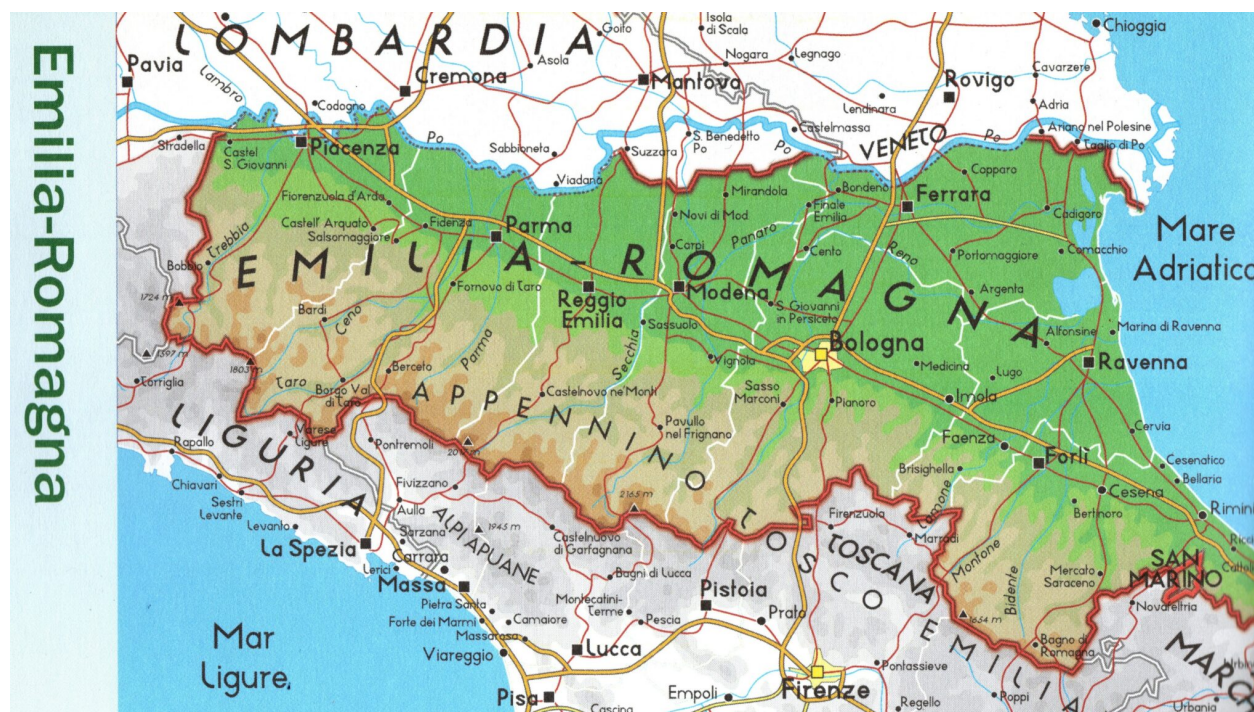 Emilia-Romagna
LOMBARDIA
Goito
Isola
di Scala
Chioggia
Pavia
Asola
Nogara
Legnago
Cavarzere
Lambro
Cremona
Mantova
Rovigo
Codogno
Lendinara
Adria
Stradella
Castel
S. Giovanni
Piacenza
Po
Sabbioneta
Suzzara
S. Benedetto
Po
Castelmassa
Po
VENETO
Po
Ariano nel Polesine
Taglio di Po
Viadana
Bondeno
Copparo
Fiorenzuola d'Arda
Mirandola
Ferrara
Castell' Arquato
Fidenza
Novi di Mod
Finale
Emilia
Codigoro
Salsomaggiore
Parma
Carpi
Panaro
Cento
Reno
Portomaggiore
Comacchio
Mare
Adriatico
Trebbia
Bobbio
EMILIA-ROMAGNA
1724 m
Fornovo di Taro
Reggio
Emilia
Modena
S. Giovanni
in Persiceto
Argenta
Bardi
Ceno
Sassuolo
Alfonsine
Marina di Ravenna
1597 m
1803 m
Parma
Secchia
Vignola
Bologna
Ravenna
Torriglia
Taro
Borgo Val
di Taro
Berceto
Castelnovo ne' Monti
Sasso
Marconi
Medicina
Lugo
Pianoro
Imola
APPENNINO TOSCO EMILIA
LIGURIA
Varese
Ligure
Pavullo
nel Frignano
Cervia
Rapallo
Pontremoli
2017 m
Faenza
Forlì
Brisighella
Cesenatico
Bellaria
Chiavari
Sestri
Levante
Fivizzano
2165 m
Lamone
Cesena
Bertinoro
Rimini
Levanto
Aulla
ALPI APUANE
1945 m
Castelnuovo
di Garfagnana
Firenzuola
Marradi
Ricci
La Spezia
Sarzana
Carrara
TOSCANA
Montone
Mercato
Saraceno
SAN
MARINO
Cattoli
Lerici
Massa
Bagni di Lucca
Bidente
Pistoia
Prato
Novafeltria
Pietra Santa
Montecatini-
Terme
1654 m
Forte dei Marmi
Camaiore
Pescia
Mar
Ligure
Massarosa
Viareggio
Lucca
Bagno di
Romagna
MARC
Pontassieve
Pisa
Empoli
Firenze
Poppi
Urbania
Cascina
Regello